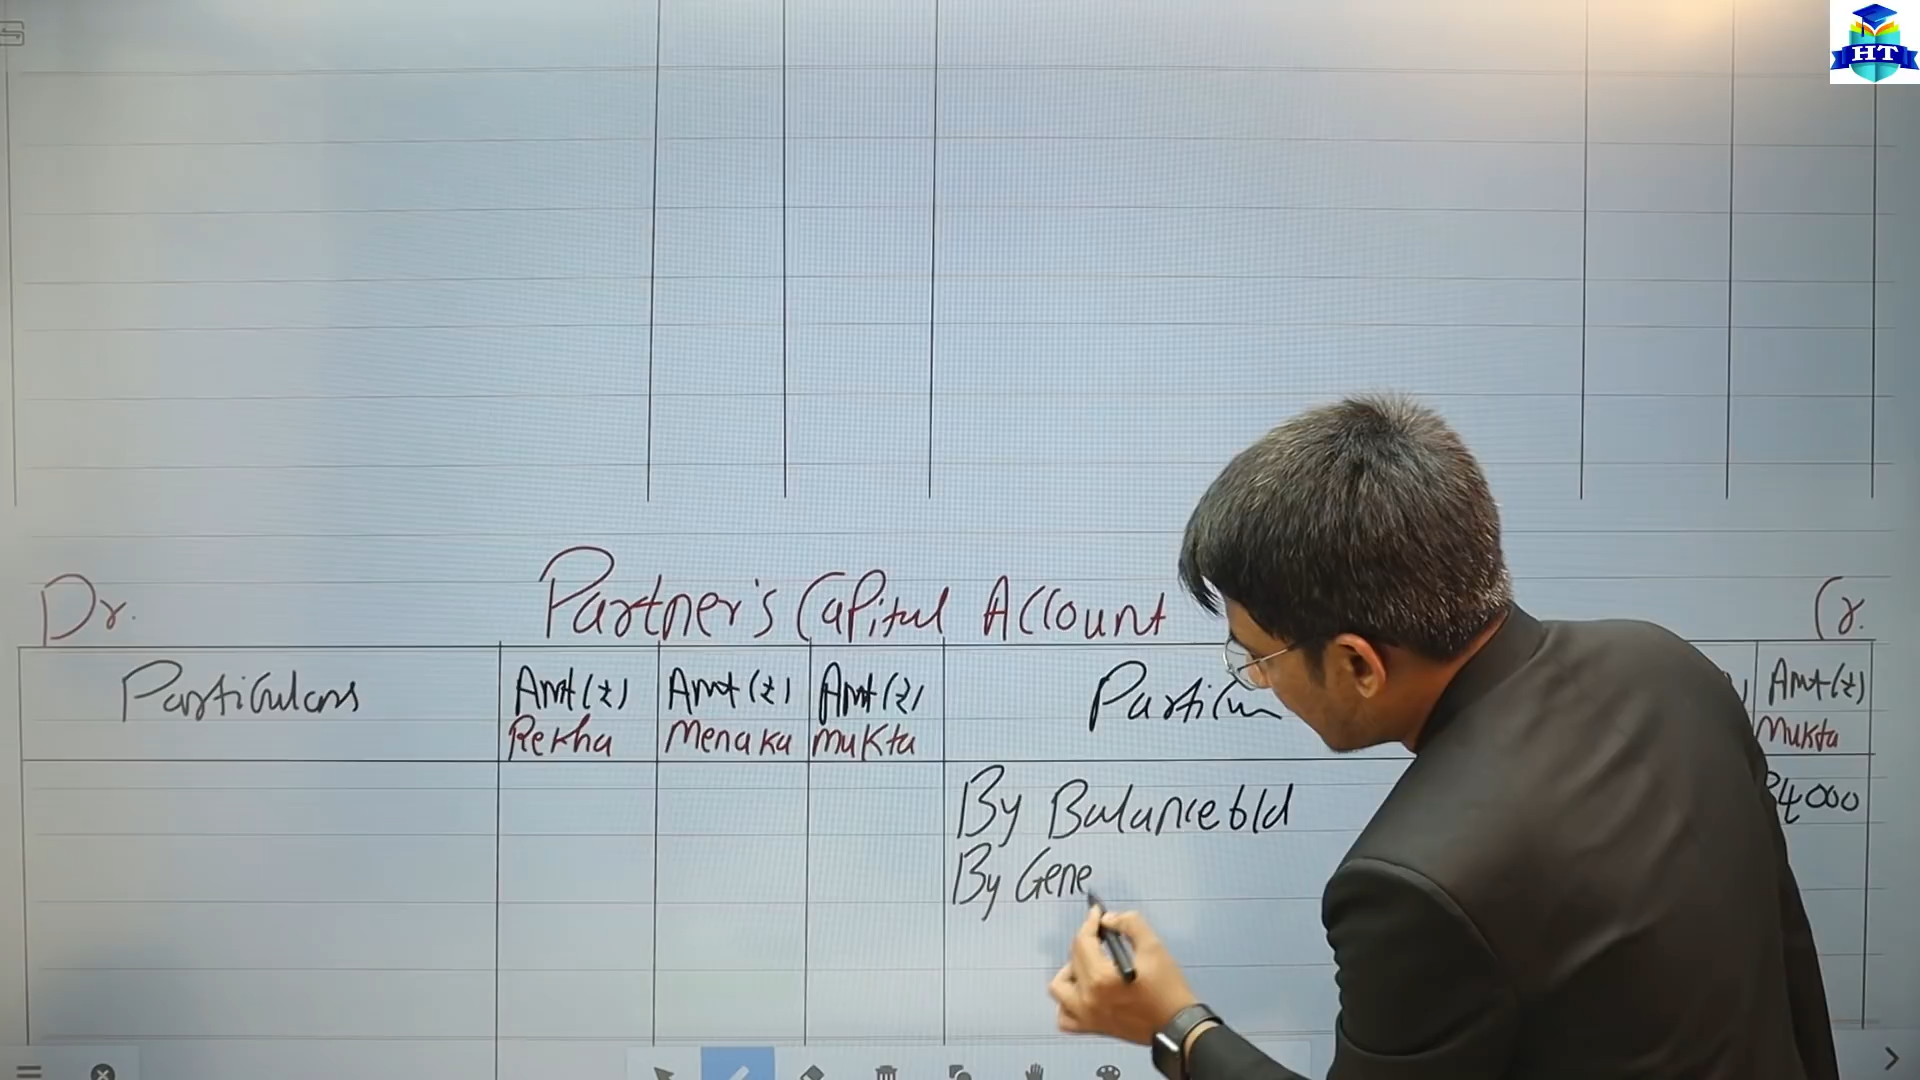 HT
Dr. Partner's Capital Account Cr.
Particulars Amt (₹) Amt (₹) Amt (₹) Amt (₹)
Rekha Menaka Mukta Mukta
By Balance b/d 4000
By Gene